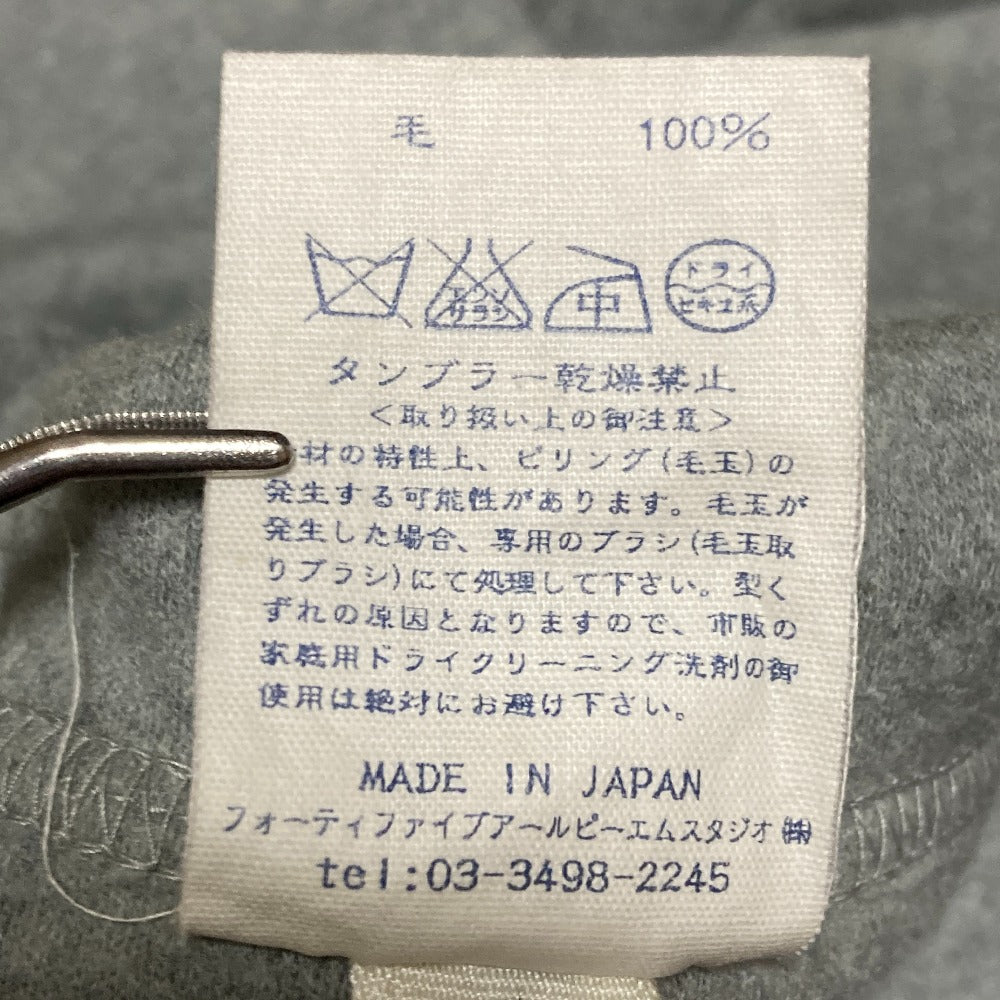 毛 100%
エンソ
サラシ
中
ドライ
セキユ系
タンブラー乾燥禁止
<取り扱い上の御注意>
材の特性上、ピリング(毛玉)の
発生する可能性があります。毛玉が
発生した場合、専用のブラシ(毛玉取
りブラシ)にて処理して下さい。型く
ずれの原因となりますので、市販の
家庭用ドライクリーニング洗剤の御
使用は絶対にお避け下さい。
MADE IN JAPAN
フォーティファイブアールピーエムスタジオ㈱
tel:03-3498-2245